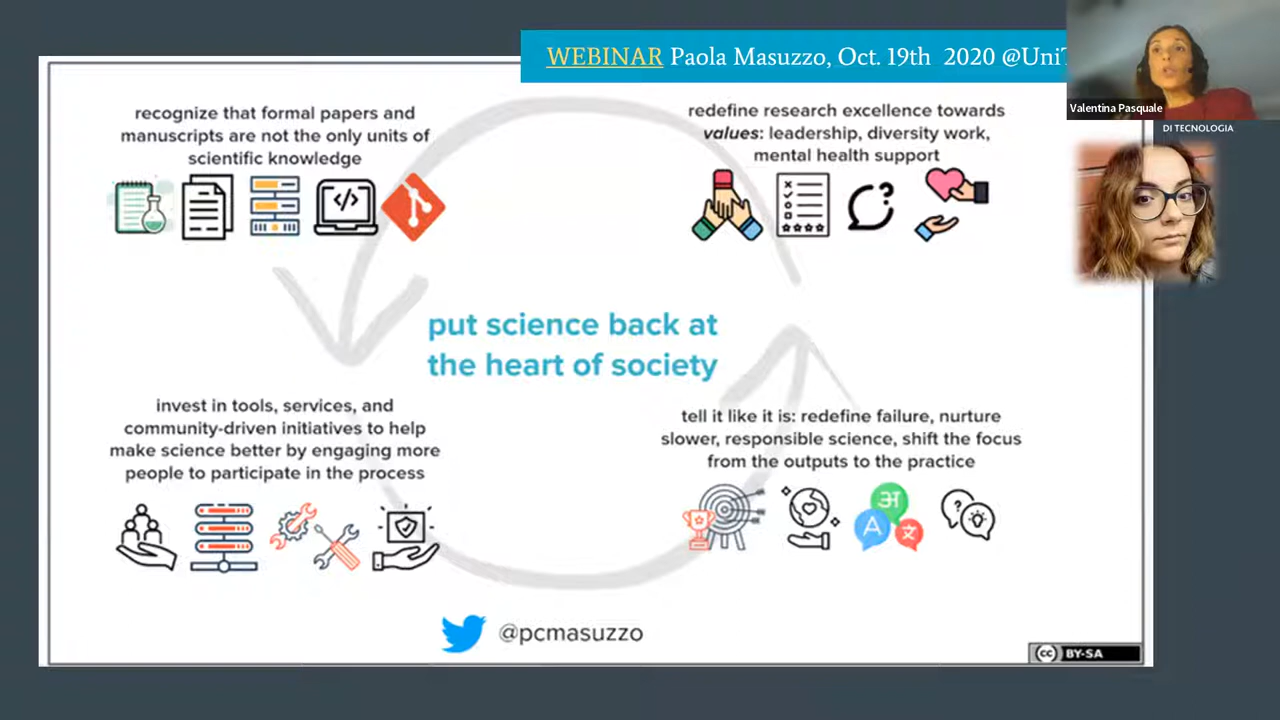 WEBINAR Paola Masuzzo, Oct. 19th 2020 @Uni
Valentina Pasquale
DI TECNOLOGIA
recognize that formal papers and
manuscripts are not the only units of
scientific knowledge
redefine research excellence towards
values: leadership, diversity work,
mental health support
put science back at
the heart of society
invest in tools, services, and
community-driven initiatives to help
make science better by engaging more
people to participate in the process
tell it like it is: redefine failure, nurture
slower, responsible science, shift the focus
from the outputs to the practice
अ
A
文
@pcmasuzzo
cc BY-SA